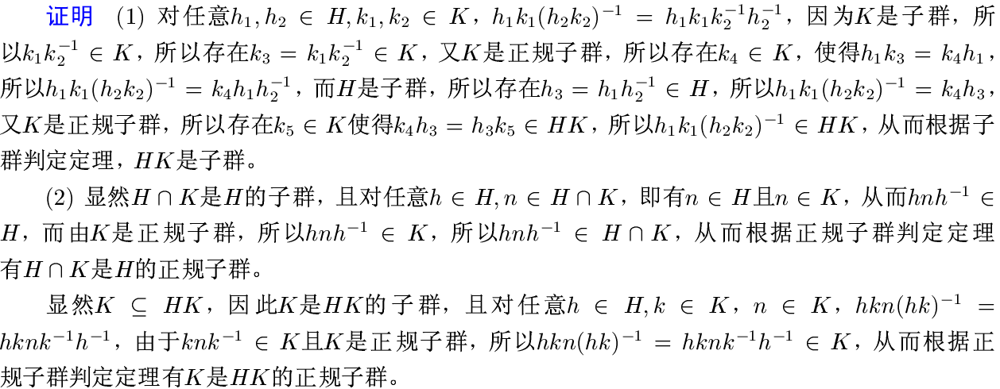 证明 (1) 对任意$h_1, h_2 \in H, k_1, k_2 \in K$，$h_1k_1(h_2k_2)^{-1} = h_1k_1k_2^{-1}h_2^{-1}$，因为$K$是子群，所
以$k_1k_2^{-1} \in K$，所以存在$k_3 = k_1k_2^{-1} \in K$，又$K$是正规子群，所以存在$k_4 \in K$，使得$h_1k_3 = k_4h_1$，
所以$h_1k_1(h_2k_2)^{-1} = k_4h_1h_2^{-1}$，而$H$是子群，所以存在$h_3 = h_1h_2^{-1} \in H$，所以$h_1k_1(h_2k_2)^{-1} = k_4h_3$，
又$K$是正规子群，所以存在$k_5 \in K$使得$k_4h_3 = h_3k_5 \in HK$，所以$h_1k_1(h_2k_2)^{-1} \in HK$，从而根据子
群判定定理，$HK$是子群。
(2) 显然$H \cap K$是$H$的子群，且对任意$h \in H, n \in H \cap K$，即有$n \in H$且$n \in K$，从而$hnh^{-1} \in$
$H$，而由$K$是正规子群，所以$hnh^{-1} \in K$，所以$hnh^{-1} \in H \cap K$，从而根据正规子群判定定理
有$H \cap K$是$H$的正规子群。
显然$K \subseteq HK$，因此$K$是$HK$的子群，且对任意$h \in H, k \in K$，$n \in K$，$hkn(hk)^{-1} =$
$hknk^{-1}h^{-1}$，由于$knk^{-1} \in K$且$K$是正规子群，所以$hkn(hk)^{-1} = hknk^{-1}h^{-1} \in K$，从而根据正
规子群判定定理有$K$是$HK$的正规子群。